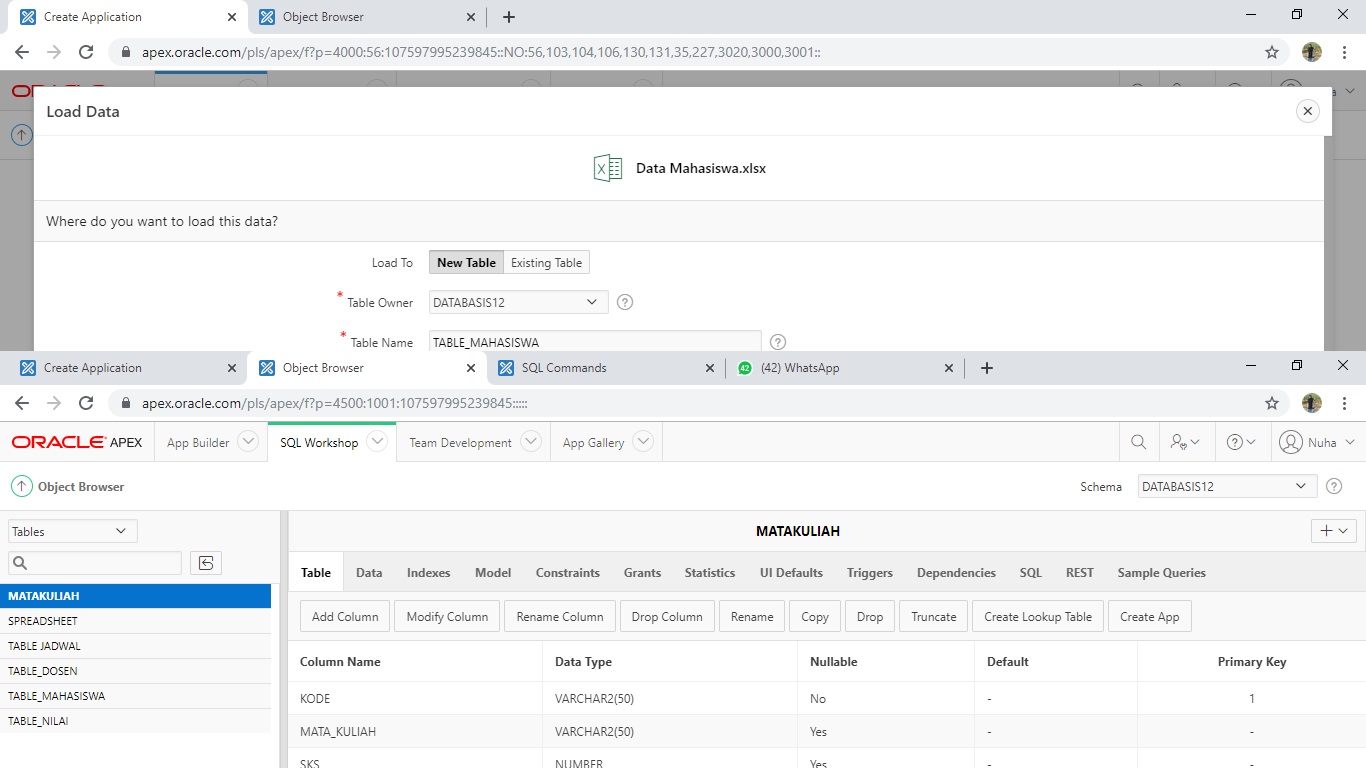 Create Application Object Browser
apex.oracle.com/pls/apex/f?p=4000:56:107597995239845::NO:56,103,104,106,130,131,35,227,3020,3000,3001::
Load Data
Data Mahasiswa.xlsx
Where do you want to load this data?
Load To New Table Existing Table
* Table Owner DATABASIS12 ?
* Table Name TABLE_MAHASISWA ?
Create Application Object Browser SQL Commands 42 (42) WhatsApp
apex.oracle.com/pls/apex/f?p=4500:1001:107597995239845:::::
ORACLE APEX App Builder SQL Workshop Team Development App Gallery ? Nuha
Object Browser Schema DATABASIS12 ?
Tables MATAKULIAH
Table Data Indexes Model Constraints Grants Statistics UI Defaults Triggers Dependencies SQL REST Sample Queries
MATAKULIAH
SPREADSHEET
TABLE JADWAL
TABLE_DOSEN
TABLE_MAHASISWA
TABLE_NILAI
Add Column Modify Column Rename Column Drop Column Rename Copy Drop Truncate Create Lookup Table Create App
Column Name Data Type Nullable Default Primary Key
KODE VARCHAR2(50) No - 1
MATA_KULIAH VARCHAR2(50) Yes - -
SKS NUMBER Yes - -